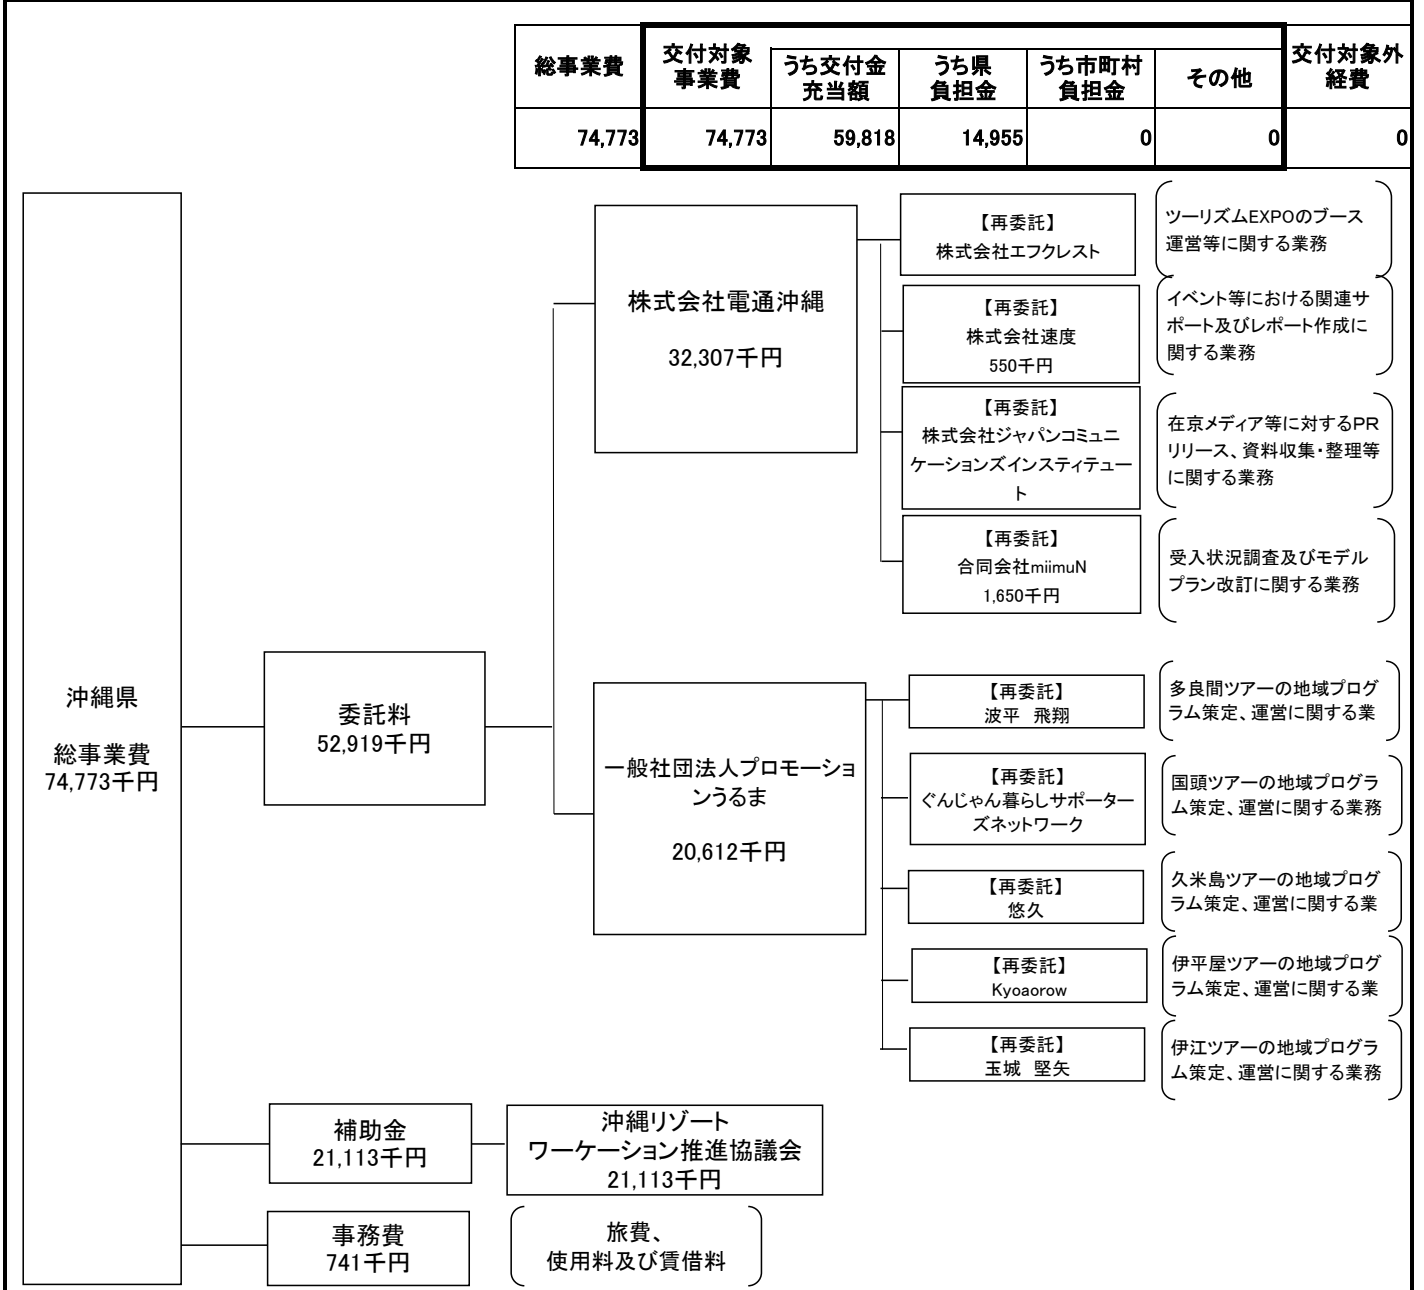 総事業費
交付対象
事業費
うち交付金
充当額
うち県
負担金
うち市町村
負担金
その他
交付対象外
経費
74,773
74,773
59,818
14,955
0
0
0
沖縄県
総事業費
74,773千円
委託料
52,919千円
株式会社電通沖縄
32,307千円
【再委託】
株式会社エフクレスト
ツーリズムEXPOのブース
運営等に関する業務
【再委託】
株式会社速度
550千円
イベント等における関連サ
ポート及びレポート作成に
関する業務
【再委託】
株式会社ジャパンコミュニ
ケーションズインスティテュー
ト
在京メディア等に対するPR
リリース、資料収集・整理等
に関する業務
【再委託】
合同会社miimuN
1,650千円
受入状況調査及びモデル
プラン改訂に関する業務
一般社団法人プロモーショ
ンうるま
20,612千円
【再委託】
波平　飛翔
多良間ツアーの地域プログ
ラム策定、運営に関する業
【再委託】
ぐんじゃん暮らしサポーター
ズネットワーク
国頭ツアーの地域プログラ
ム策定、運営に関する業務
【再委託】
悠久
久米島ツアーの地域プログ
ラム策定、運営に関する業
【再委託】
Kyoaorow
伊平屋ツアーの地域プログ
ラム策定、運営に関する業
【再委託】
玉城　堅矢
伊江ツアーの地域プログラ
ム策定、運営に関する業務
補助金
21,113千円
沖縄リゾート
ワーケーション推進協議会
21,113千円
事務費
741千円
旅費、
使用料及び賃借料